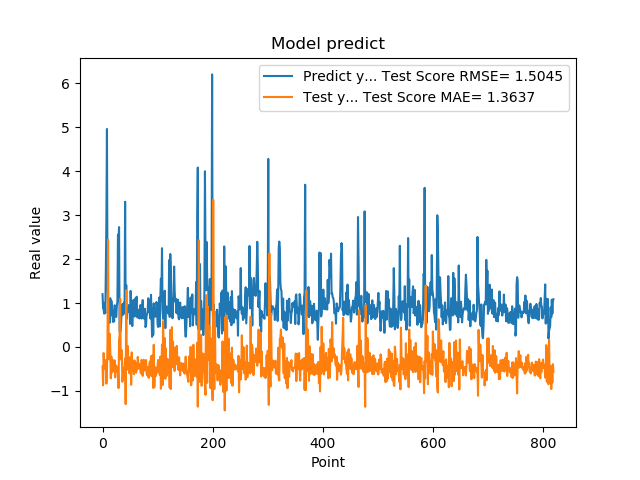 Model predict
Predict y... Test Score RMSE= 1.5045
Test y... Test Score MAE= 1.3637
Real value
6
5
4
3
2
1
0
−1
0 200 400 600 800
Point